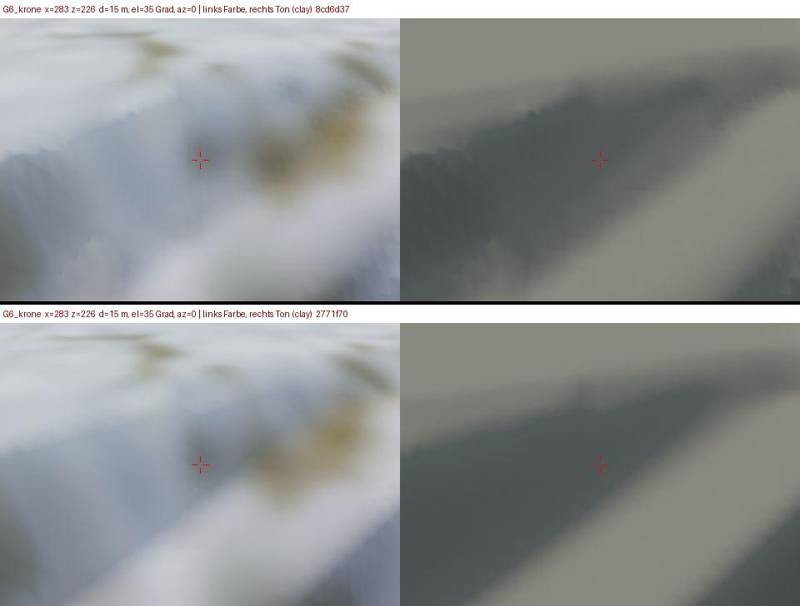 G6_krone x=283 z=226 d=15 m, el=35 Grad, az=0 | links Farbe, rechts Ton (clay) 8cd6d37
G6_krone x=283 z=226 d=15 m, el=35 Grad, az=0 | links Farbe, rechts Ton (clay) 2771f70